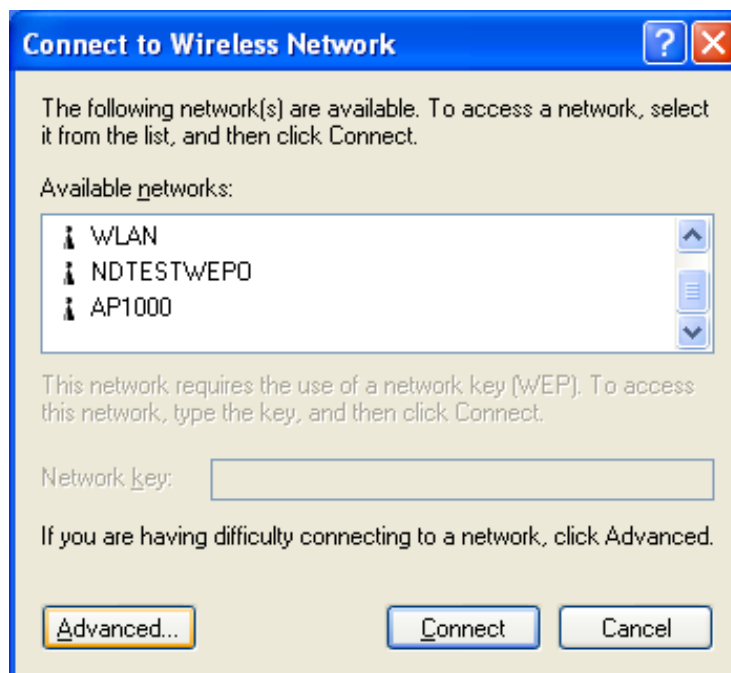 Connect to Wireless Network
The following network(s) are available. To access a network, select
it from the list, and then click Connect.
Available networks:
WLAN
NDTESTWEP0
AP1000
This network requires the use of a network key (WEP). To access
this network, type the key, and then click Connect.
Network key:
If you are having difficulty connecting to a network, click Advanced.
Advanced... Connect Cancel